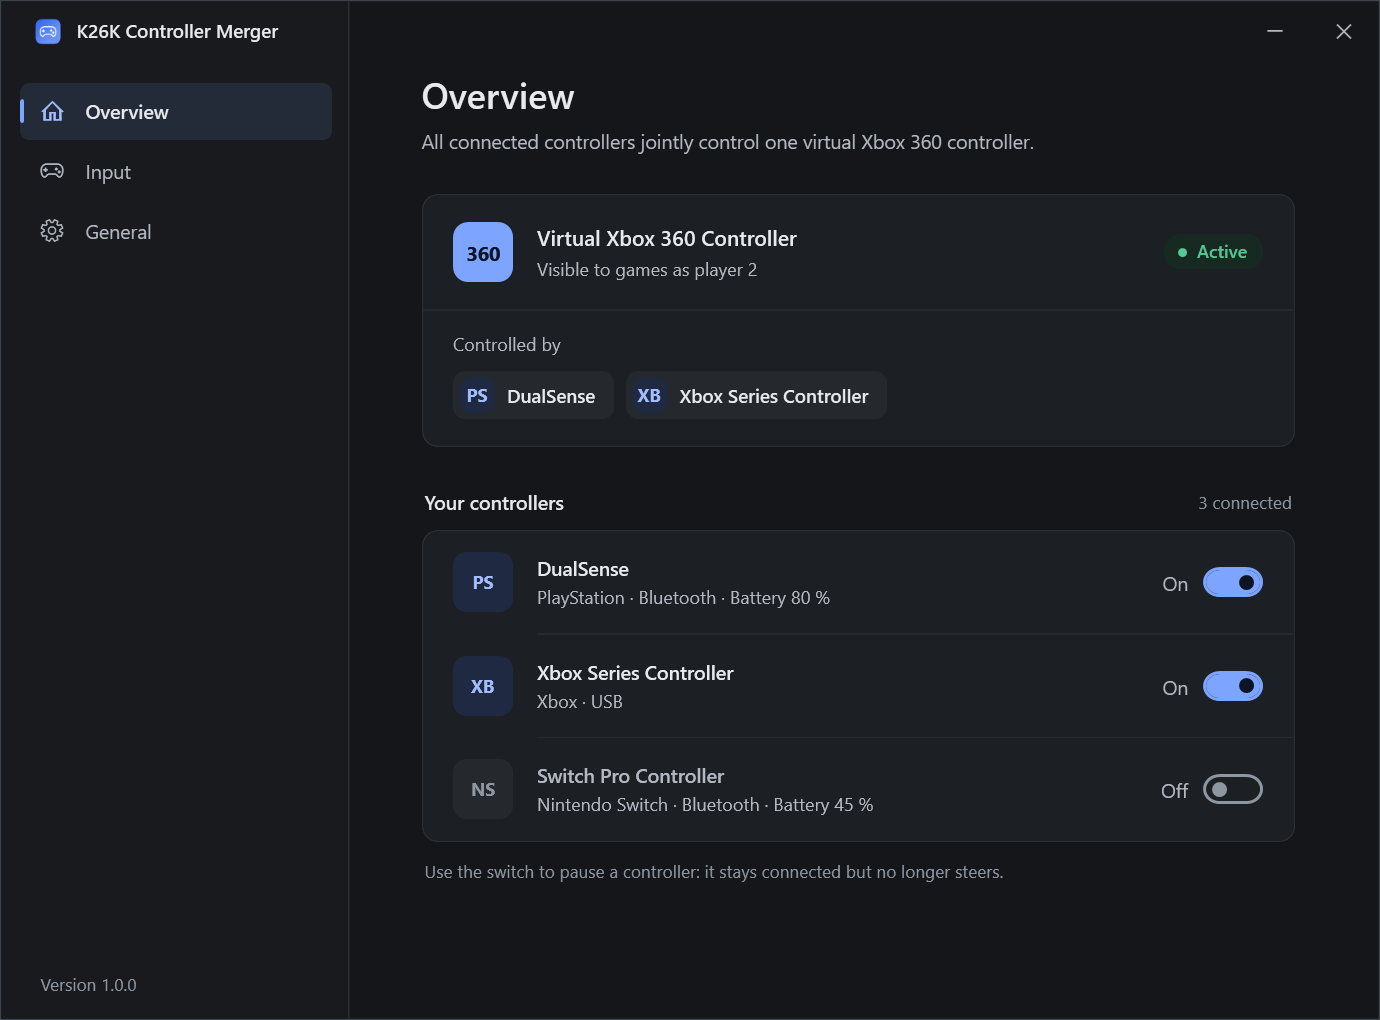 K26K Controller Merger
Overview
Input
General
Version 1.0.0
Overview
All connected controllers jointly control one virtual Xbox 360 controller.
360
Virtual Xbox 360 Controller
Visible to games as player 2
Active
Controlled by
PS DualSense
XB Xbox Series Controller
Your controllers
3 connected
PS
DualSense
PlayStation · Bluetooth · Battery 80 %
On
XB
Xbox Series Controller
Xbox · USB
On
NS
Switch Pro Controller
Nintendo Switch · Bluetooth · Battery 45 %
Off
Use the switch to pause a controller: it stays connected but no longer steers.